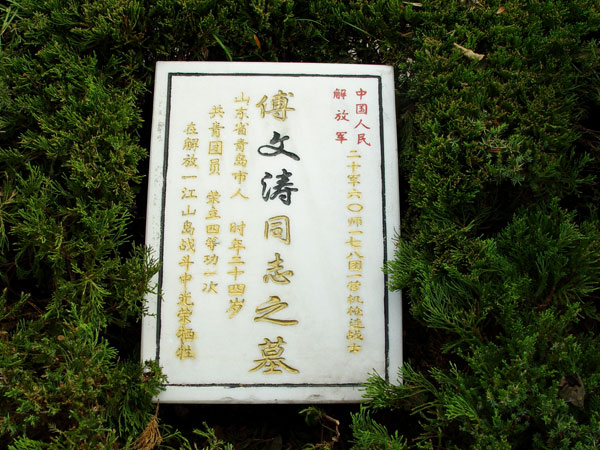 中国人民
解放军
二十军六〇师一七八团一营机枪连战士
傅文涛同志之墓
山东省青岛市人 时年二十四岁
共青团员 荣立四等功一次
在解放一江山岛战斗中光荣牺牲